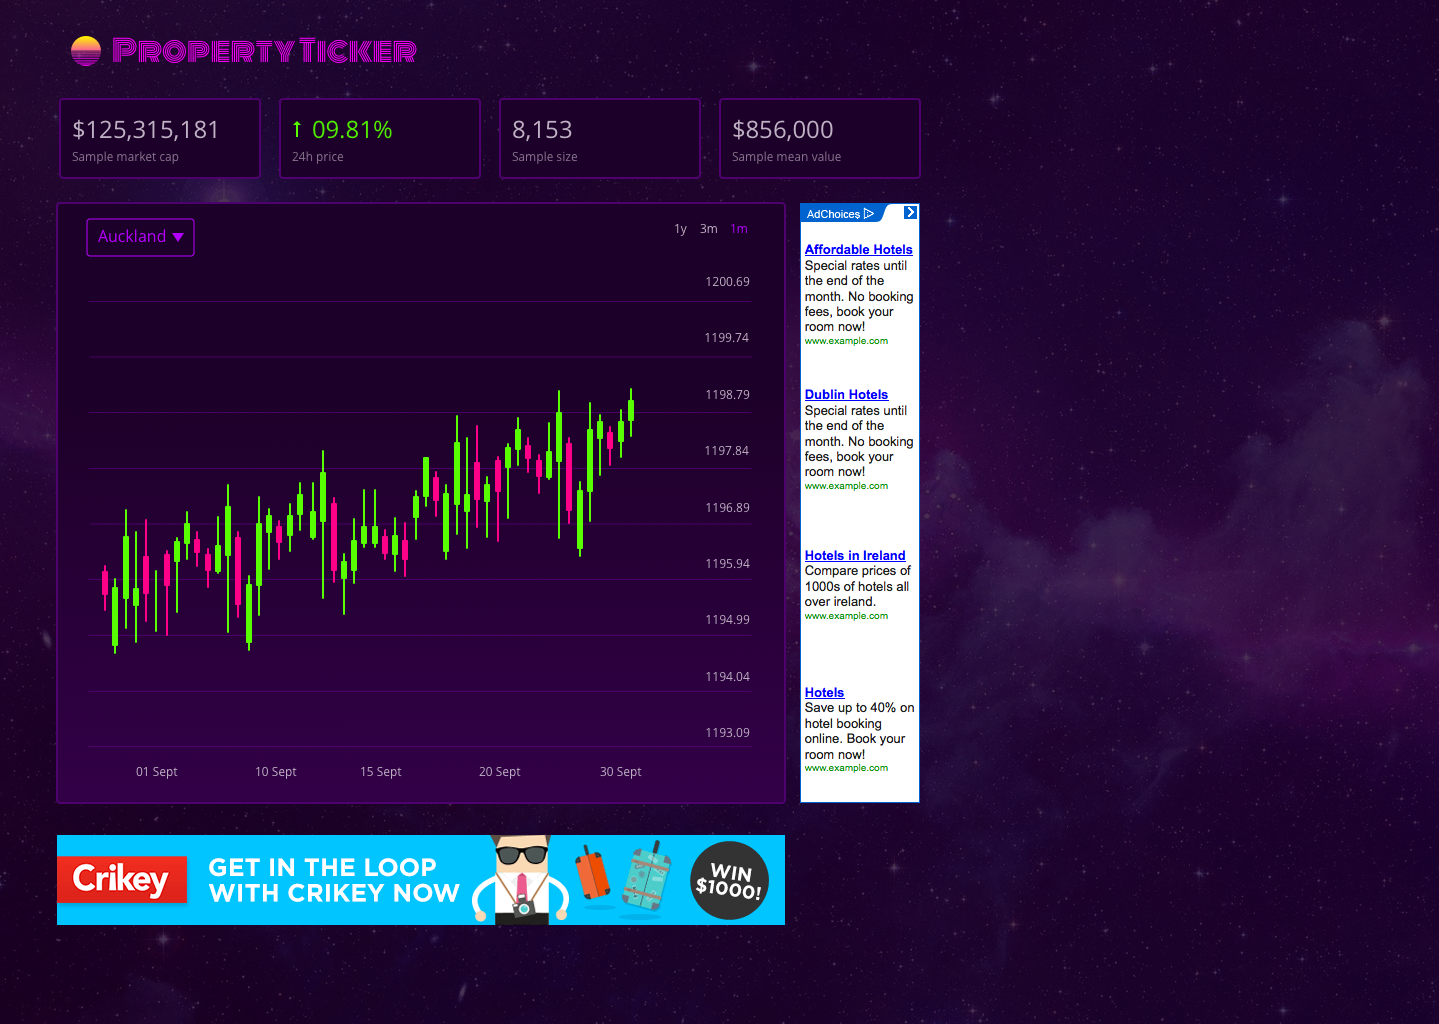 PROPERTYTICKER
$125,315,181
Sample market cap
↑ 09.81%
24h price
8,153
Sample size
$856,000
Sample mean value
Auckland
1y 3m 1m
1200.69
1199.74
1198.79
1197.84
1196.89
1195.94
1194.99
1194.04
1193.09
01 Sept 10 Sept 15 Sept 20 Sept 30 Sept
AdChoices
Affordable Hotels
Special rates until
the end of the
month. No booking
fees, book your
room now!
www.example.com
Dublin Hotels
Special rates until
the end of the
month. No booking
fees, book your
room now!
www.example.com
Hotels in Ireland
Compare prices of
1000s of hotels all
over ireland.
www.example.com
Hotels
Save up to 40% on
hotel booking
online. Book your
room now!
www.example.com
Crikey
GET IN THE LOOP
WITH CRIKEY NOW
WIN
$1000!